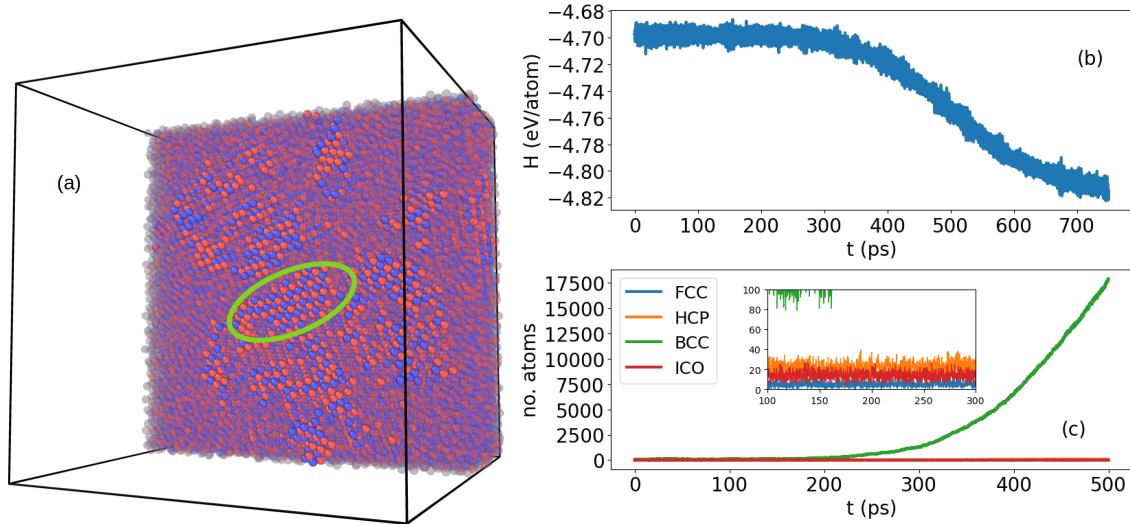 (a)
−4.68
−4.70
−4.72
−4.74
−4.76
−4.78
−4.80
−4.82
H (eV/atom)
(b)
0 100 200 300 400 500 600 700
t (ps)
17500
15000
12500
10000
7500
5000
2500
0
no. atoms
FCC
HCP
BCC
ICO
100
80
60
40
20
0
100 150 200 250 300
(c)
0 100 200 300 400 500
t (ps)